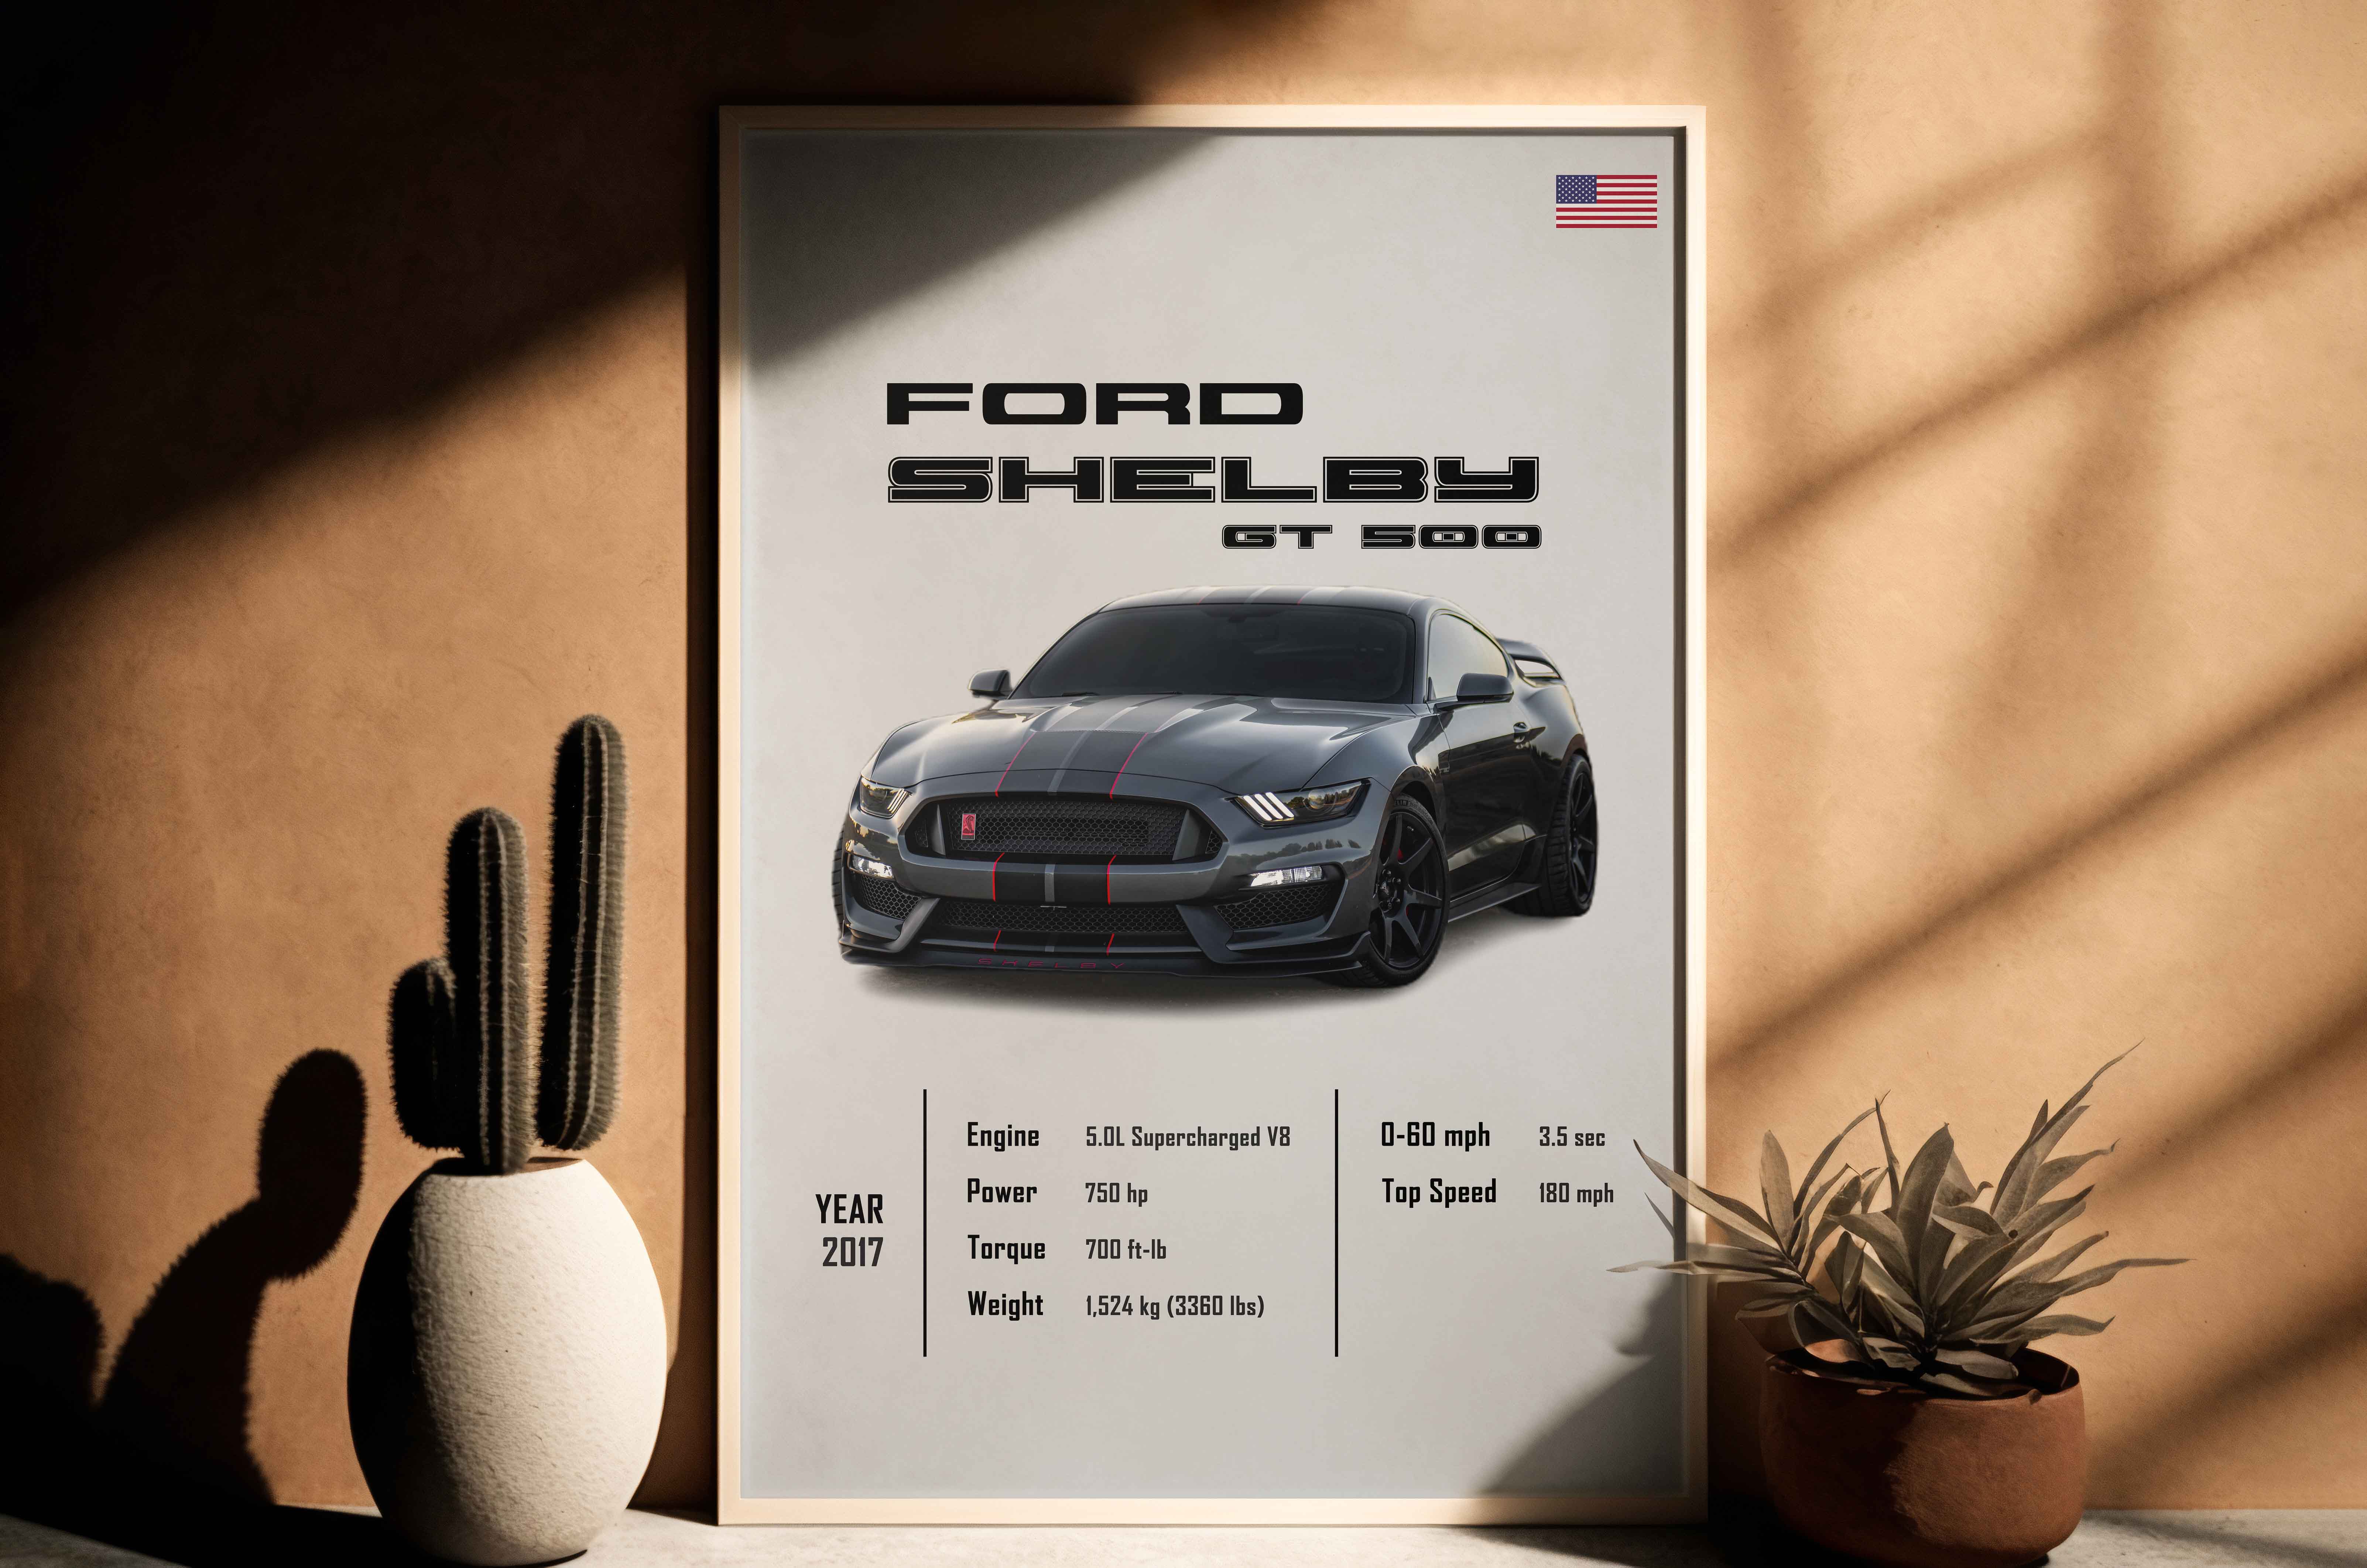 FORD
SHELBY
GT 500
SHELBY
YEAR
2017
Engine 5.0L Supercharged V8
Power 750 hp
Torque 700 ft-lb
Weight 1,524 kg (3360 lbs)
0-60 mph 3.5 sec
Top Speed 180 mph